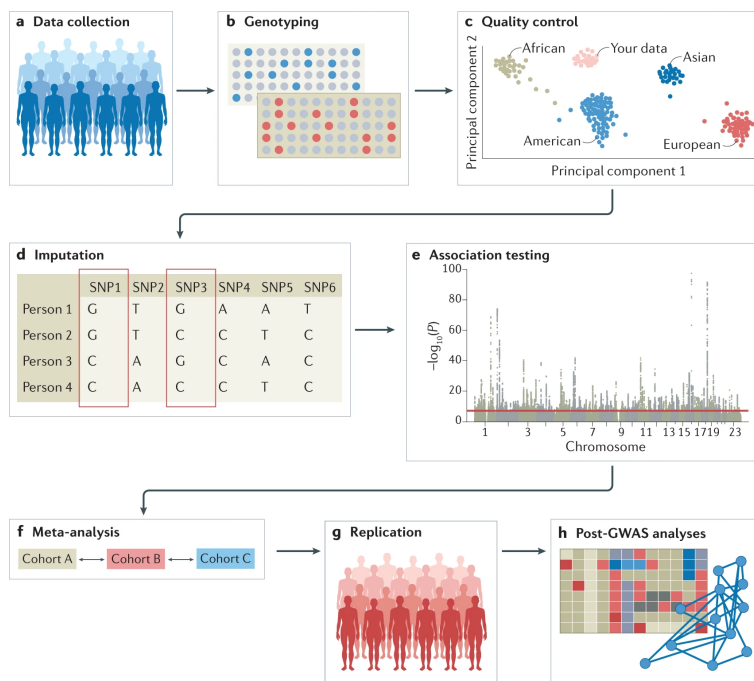 a Data collection
b Genotyping
c Quality control
Principal component 2
African
Your data
Asian
American
European
Principal component 1
d Imputation
SNP1 SNP2 SNP3 SNP4 SNP5 SNP6
Person 1 G T G A A T
Person 2 G T C C T C
Person 3 C A G C A C
Person 4 C A C C T C
e Association testing
–log10(P)
100
80
60
40
20
0
1 3 5 7 9 11 13 15 17 19 23
Chromosome
f Meta-analysis
Cohort A Cohort B Cohort C
g Replication
h Post-GWAS analyses